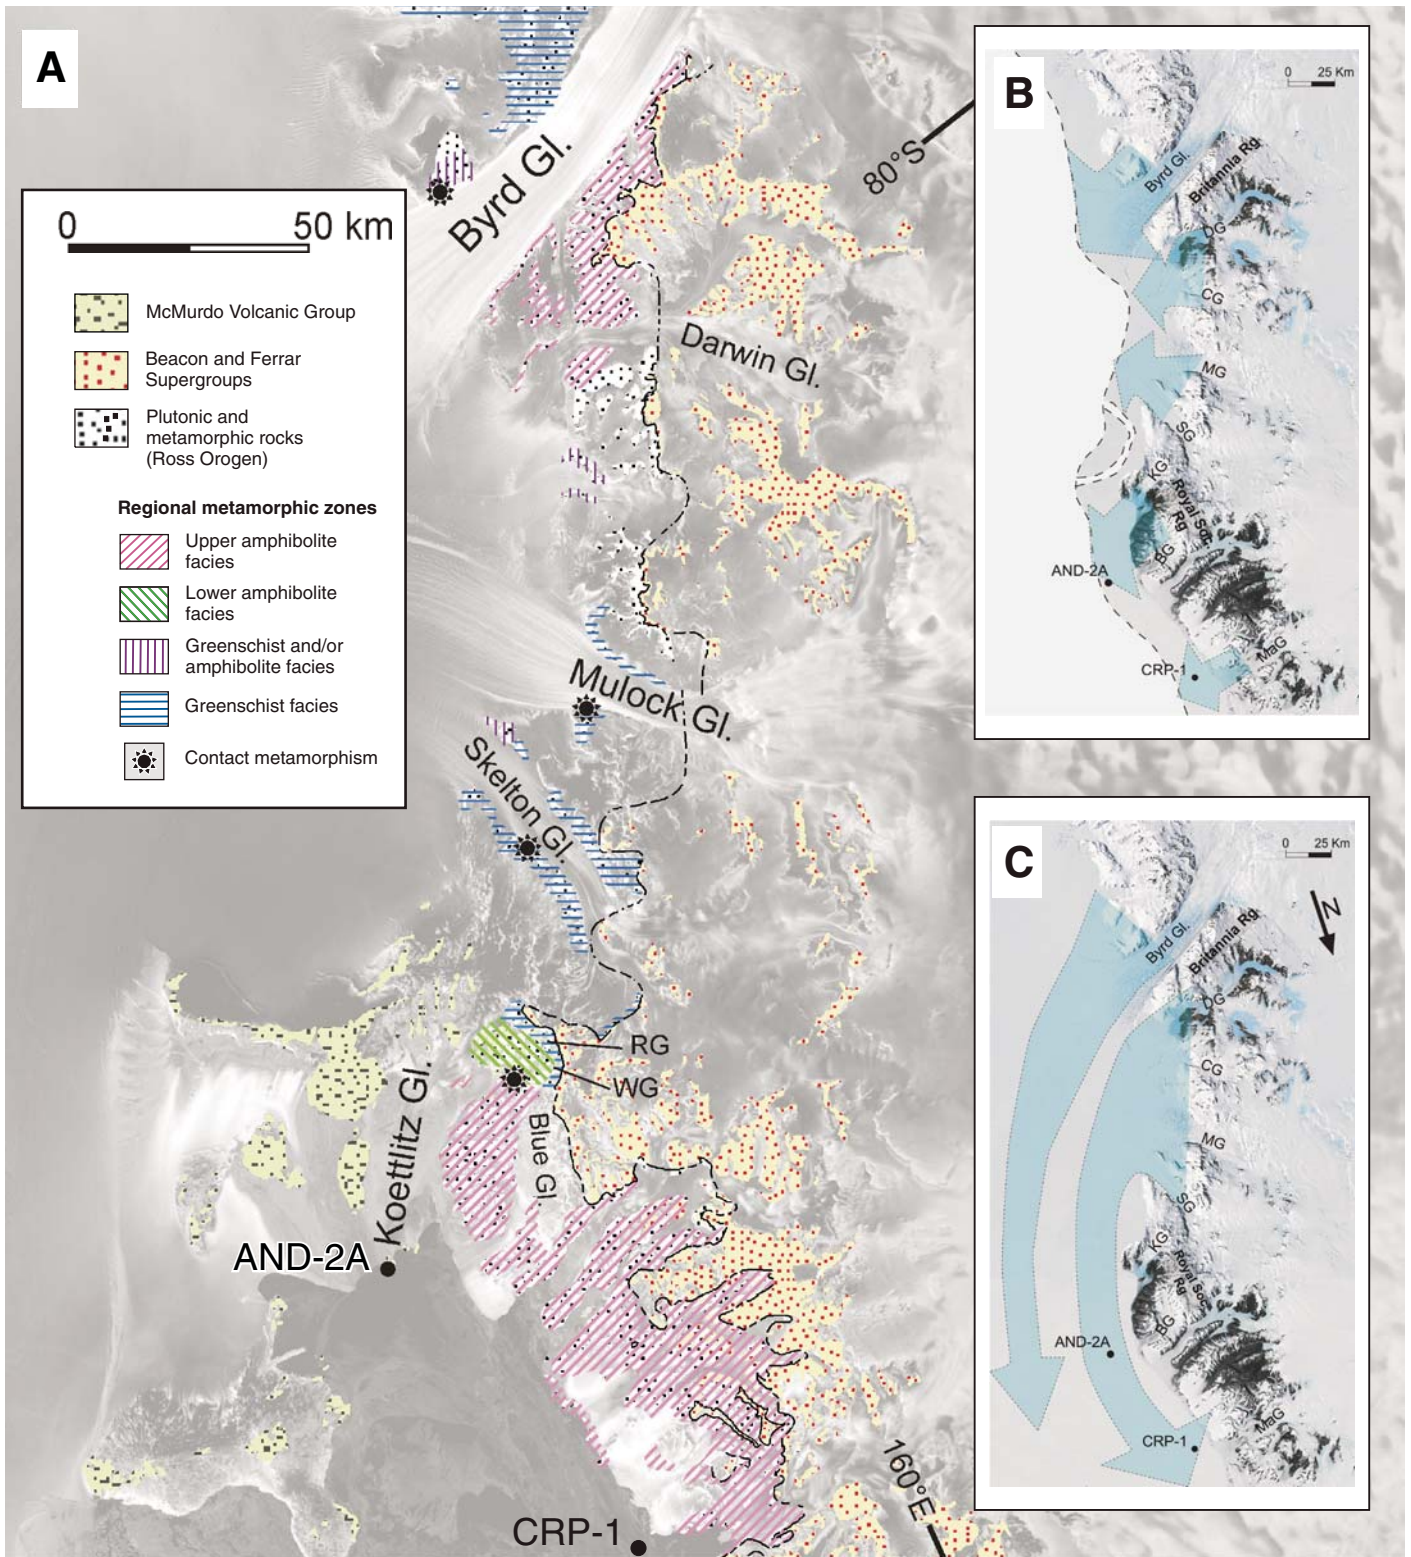 A
0 50 km
McMurdo Volcanic Group
Beacon and Ferrar
Supergroups
Plutonic and
metamorphic rocks
(Ross Orogen)
Regional metamorphic zones
Upper amphibolite
facies
Lower amphibolite
facies
Greenschist and/or
amphibolite facies
Greenschist facies
Contact metamorphism
Byrd Gl.
80°S
Darwin Gl.
Mulock Gl.
Skelton Gl.
RG
WG
Blue Gl
Koettlitz Gl.
AND-2A
CRP-1
160°E
B
0 25 Km
Byrd Gl.
Britannia Rg
DG
CG
MG
SG
KG
Royal Soc.
Rg
BG
AND-2A
MaG
CRP-1
C
0 25 Km
N
Byrd Gl.
Britannia Rg
DG
CG
MG
SG
KG
Royal Soc.
Rg
BG
AND-2A
MaG
CRP-1